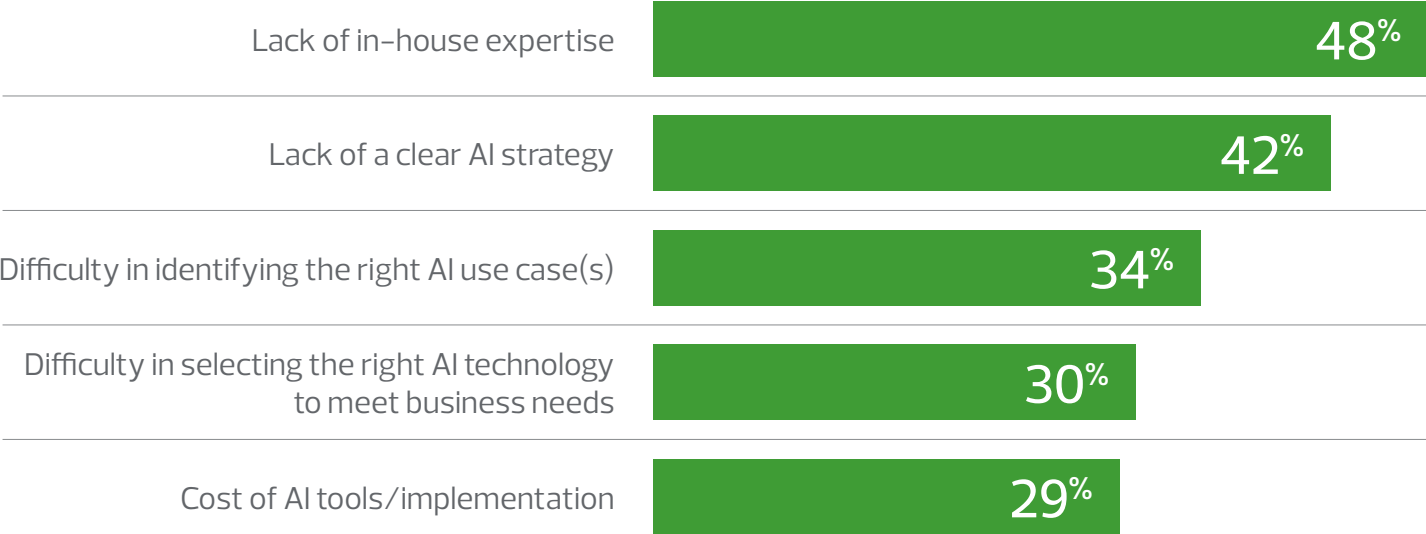 Lack of in-house expertise 48%
Lack of a clear AI strategy 42%
Difficulty in identifying the right AI use case(s) 34%
Difficulty in selecting the right AI technology
to meet business needs 30%
Cost of AI tools/implementation 29%